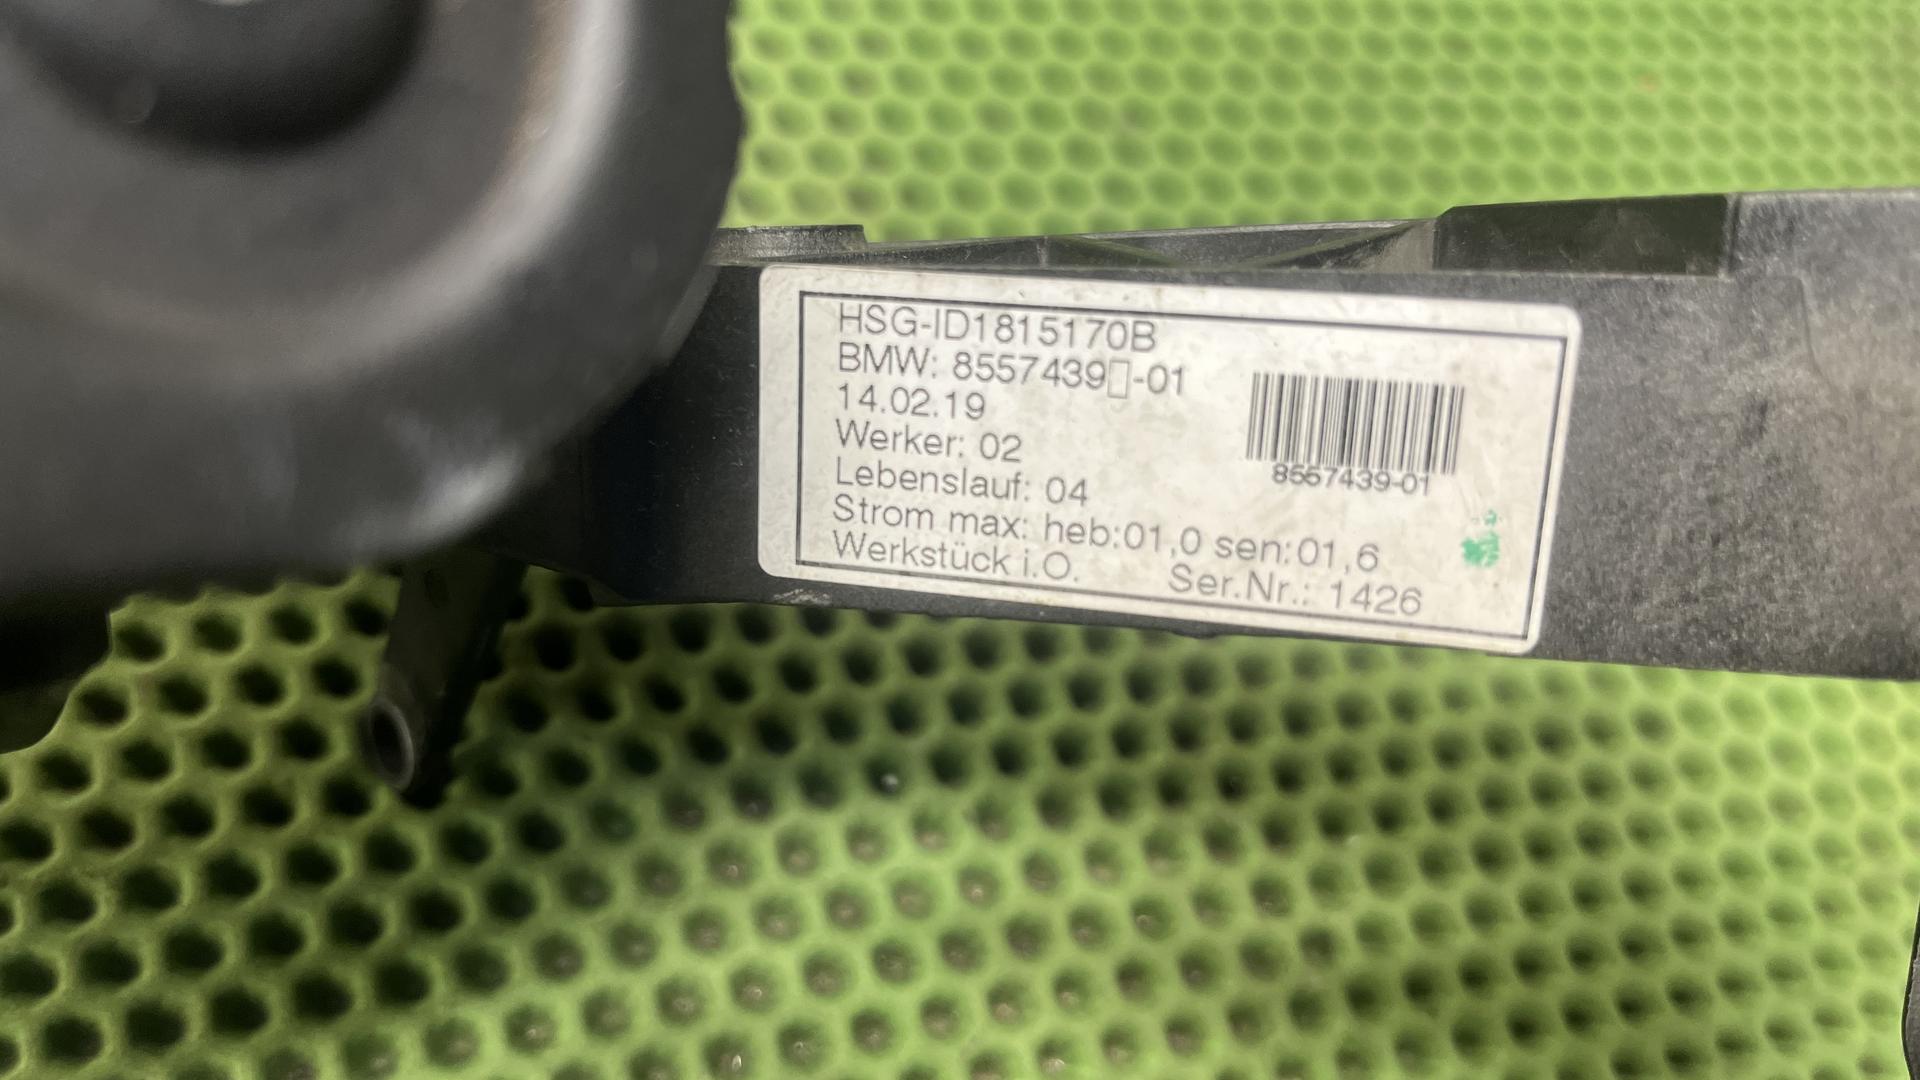 HSG-ID1815170B
BMW: 8557439▯-01
14.02.19
Werker: 02
Lebenslauf: 04
Strom max: heb:01,0 sen:01,6
Werkstück i.O. Ser.Nr.: 1426
8557439-01